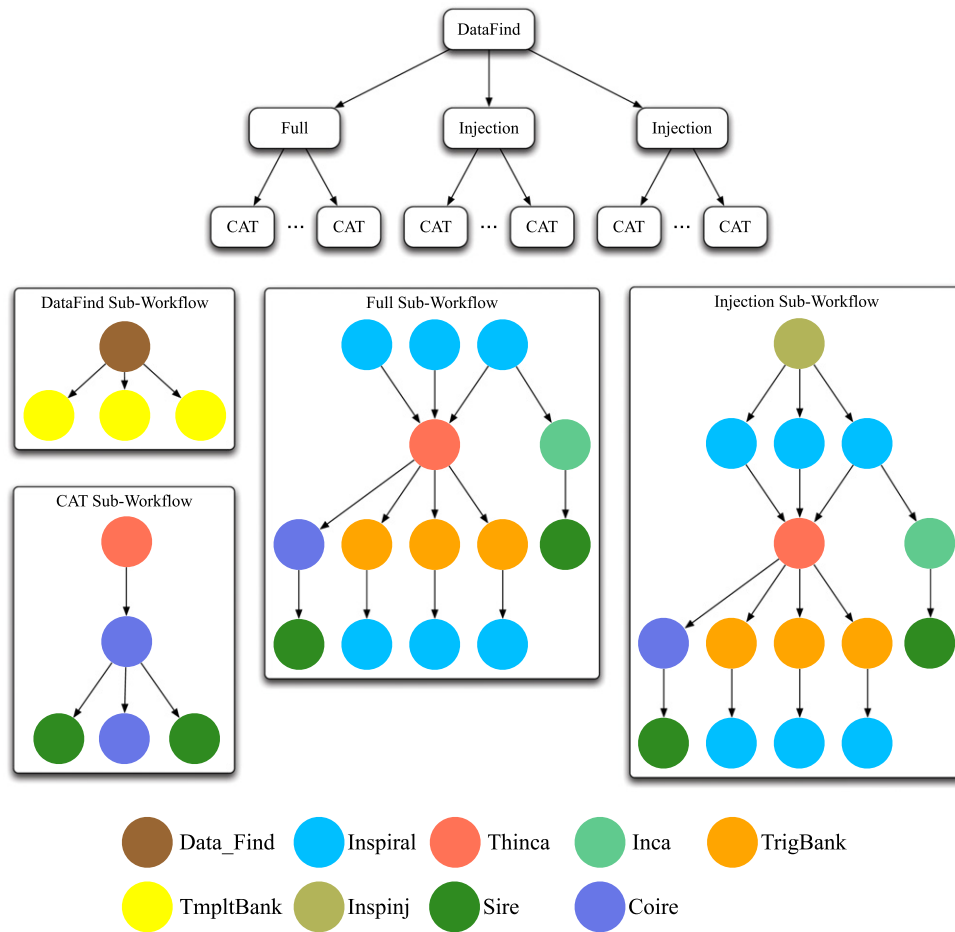 DataFind
Full Injection Injection
CAT ... CAT CAT ... CAT CAT ... CAT
DataFind Sub-Workflow
Full Sub-Workflow
Injection Sub-Workflow
CAT Sub-Workflow
Data_Find Inspiral Thinca Inca TrigBank
TmpltBank Inspinj Sire Coire